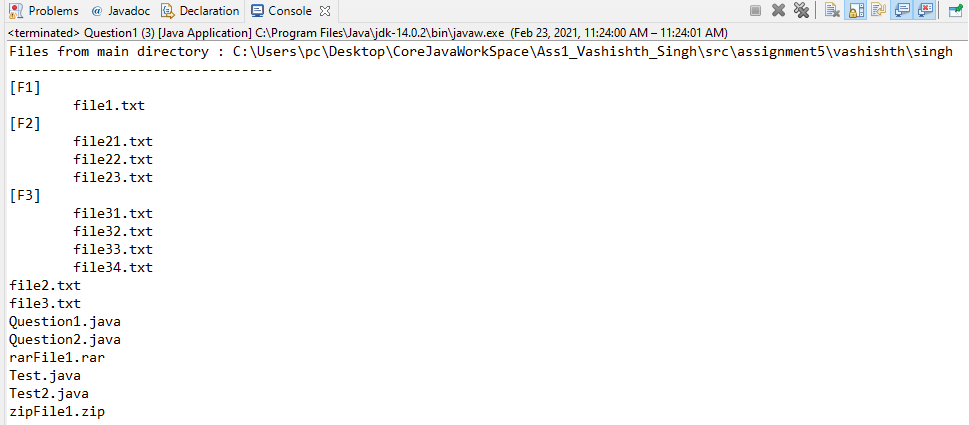 Problems @ Javadoc Declaration Console
<terminated> Question1 (3) [Java Application] C:\Program Files\Java\jdk-14.0.2\bin\javaw.exe (Feb 23, 2021, 11:24:00 AM – 11:24:01 AM)
Files from main directory : C:\Users\pc\Desktop\CoreJavaWorkSpace\Ass1_Vashishth_Singh\src\assignment5\vashishth\singh
---------------------------------
[F1]
        file1.txt
[F2]
        file21.txt
        file22.txt
        file23.txt
[F3]
        file31.txt
        file32.txt
        file33.txt
        file34.txt
file2.txt
file3.txt
Question1.java
Question2.java
rarFile1.rar
Test.java
Test2.java
zipFile1.zip